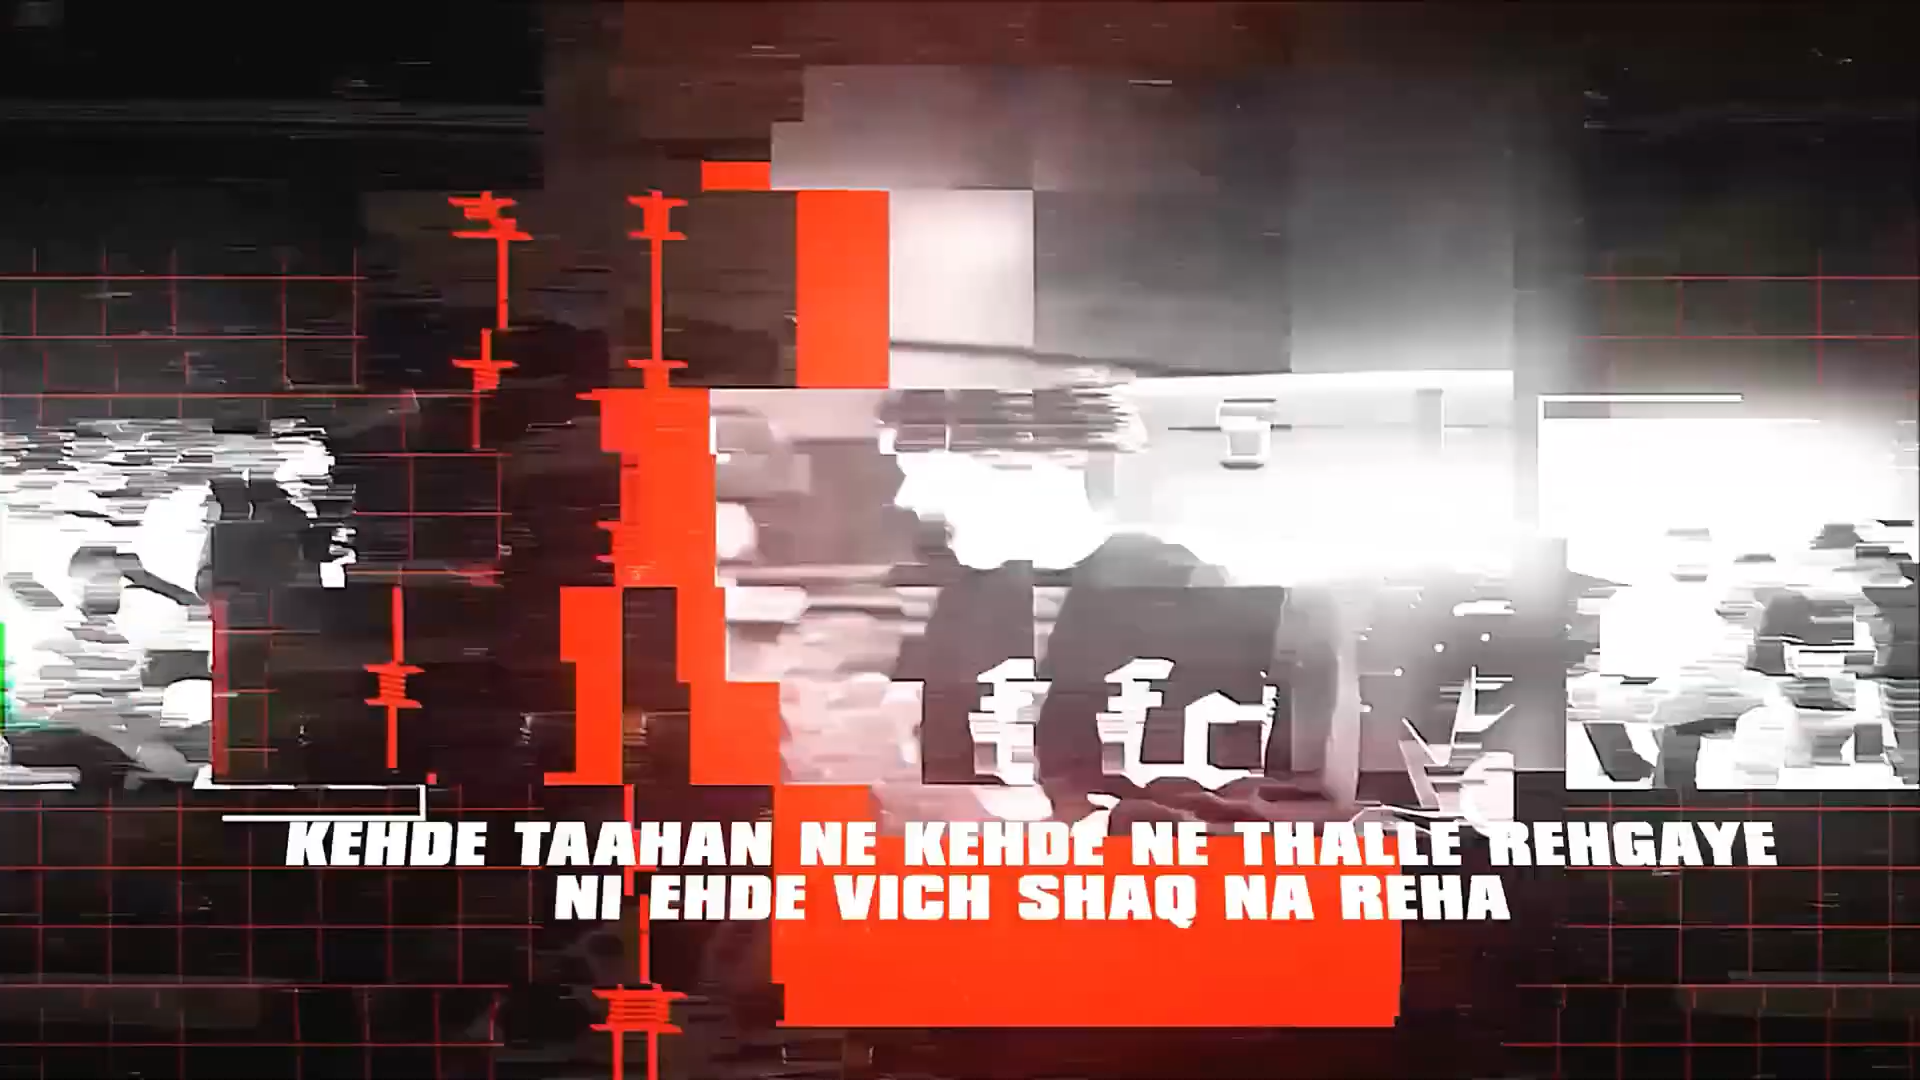 KEHDE TAAHAN NE KEHDE NE THALLE REHGAYE
NI EHDE VICH SHAQ NA REHA